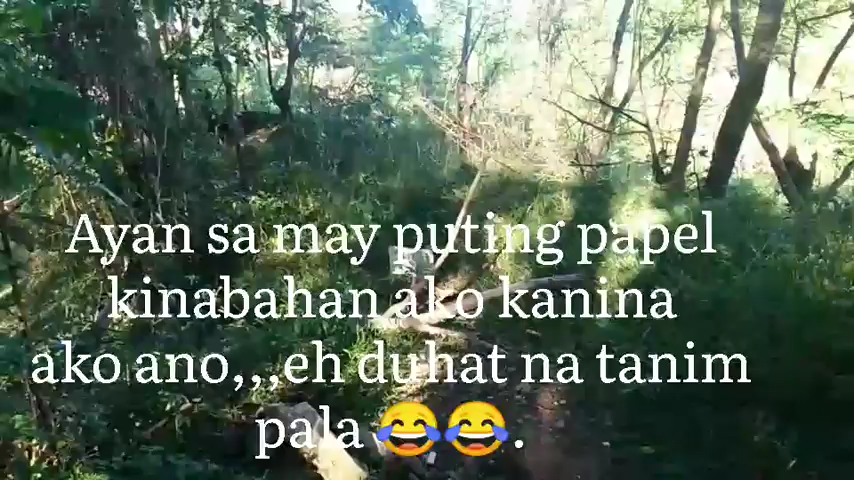 Ayan sa may puting papel
kinabahan ako kanina
ako ano,,,eh duhat na tanim
pala 😂😂.